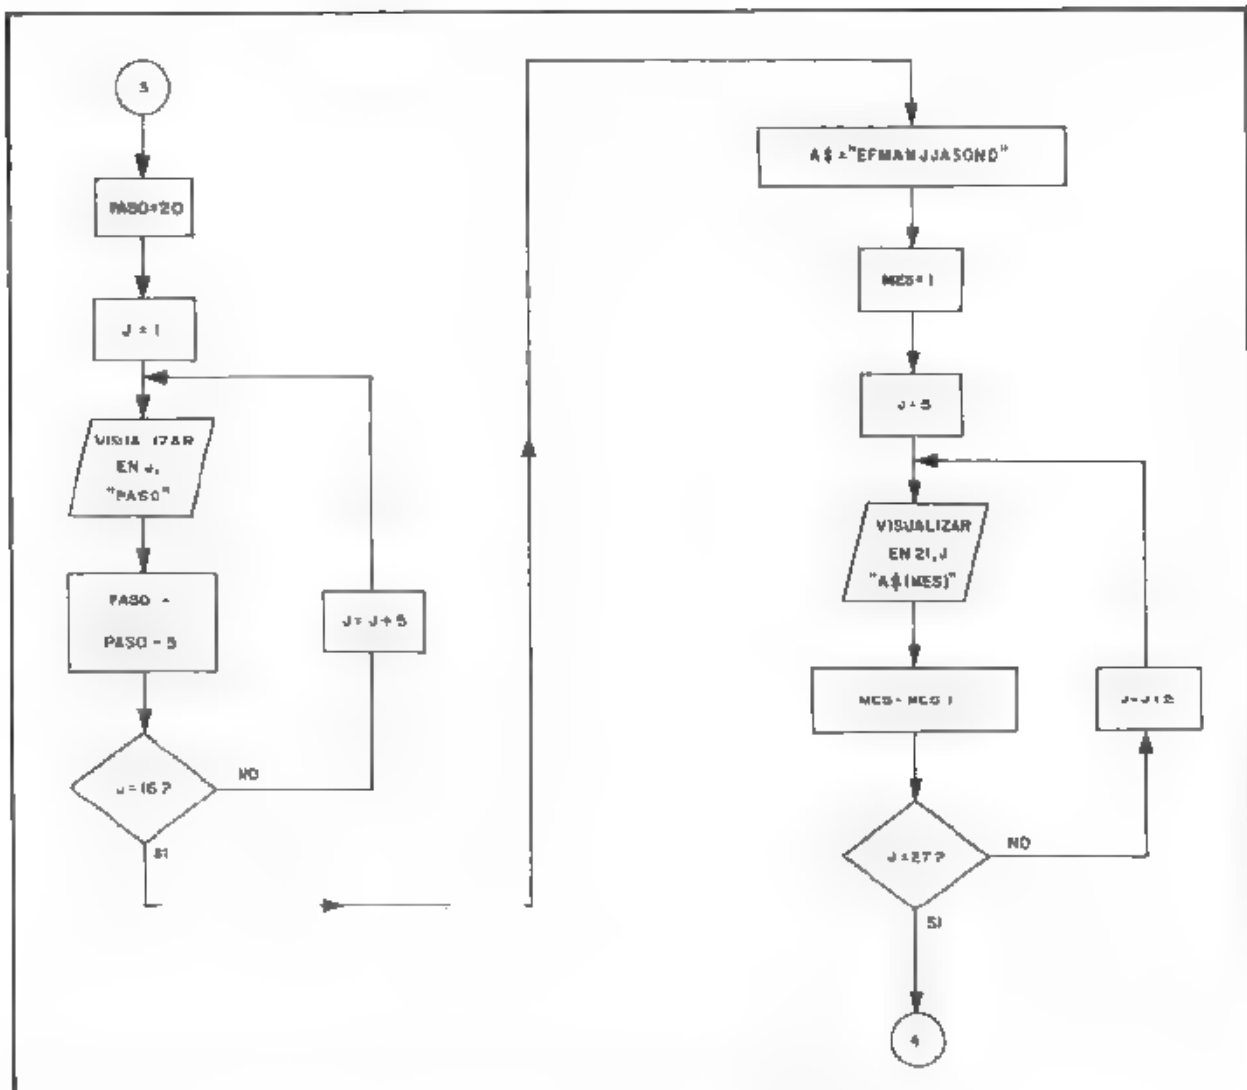 3
PASO=20
J=1
VISUALIZAR
EN J,
"PASO"
PASO =
PASO - 5
J=J+5
J=16?
NO
SI
A$="EFMAMJJASOND"
MES=1
J=5
VISUALIZAR
EN 21,J
"A$(MES)"
MES=MES
J=J+2
J=27?
NO
SI
4